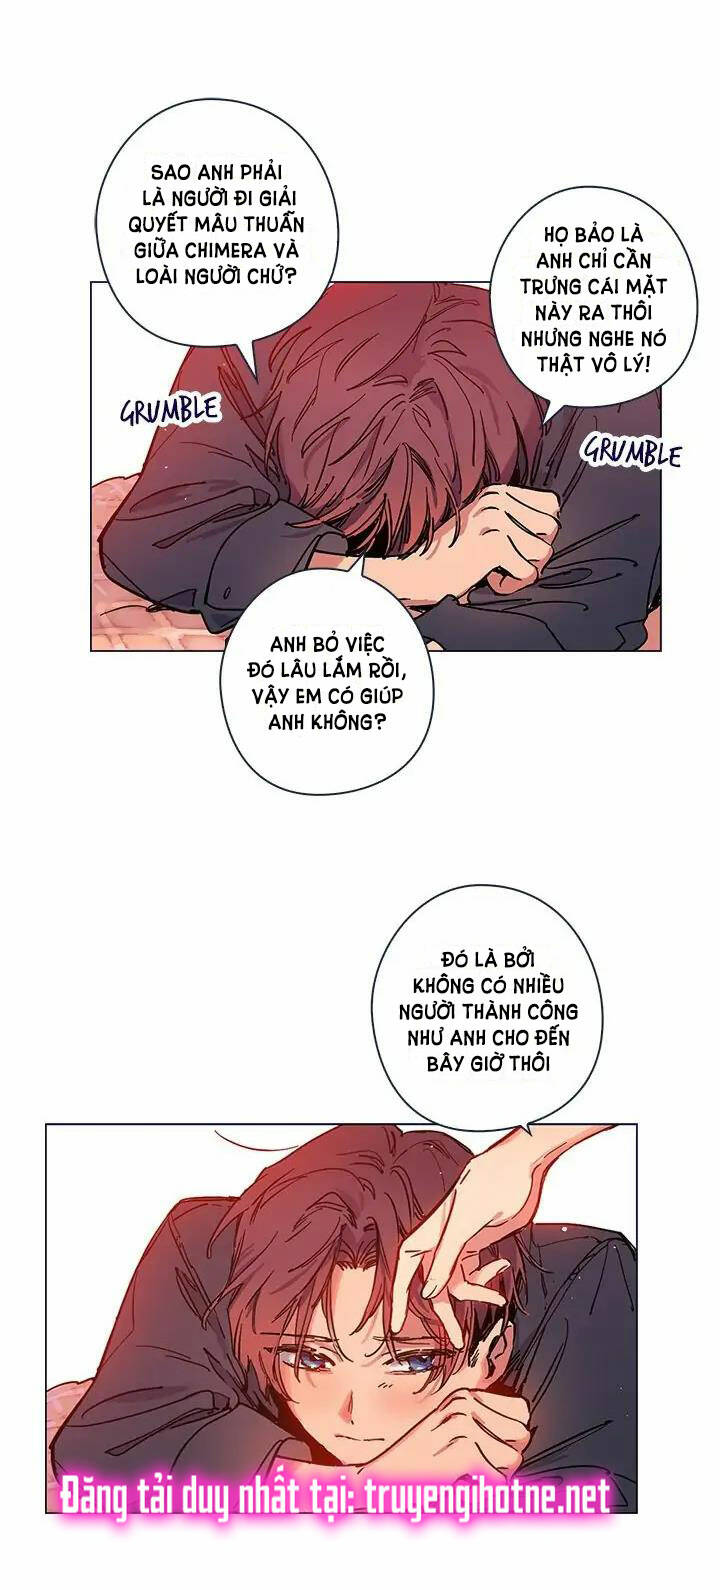 SAO ANH PHẢI
LÀ NGƯỜI ĐI GIẢI
QUYẾT MÂU THUẪN
GIỮA CHIMERA VÀ
LOÀI NGƯỜI CHỨ?
HỌ BẢO LÀ
ANH CHỈ CẦN
TRƯNG CÁI MẶT
NÀY RA THÔI
NHƯNG NGHE NÓ
THẬT VÔ LÝ!
GRUMBLE
GRUMBLE
ANH BỎ VIỆC
ĐÓ LÂU LẮM RỒI,
VẬY EM CÓ GIÚP
ANH KHÔNG?
ĐÓ LÀ BỞI
KHÔNG CÓ NHIỀU
NGƯỜI THÀNH CÔNG
NHƯ ANH CHO ĐẾN
BÂY GIỜ THÔI
Đăng tải duy nhất tại: truyengihotne.net